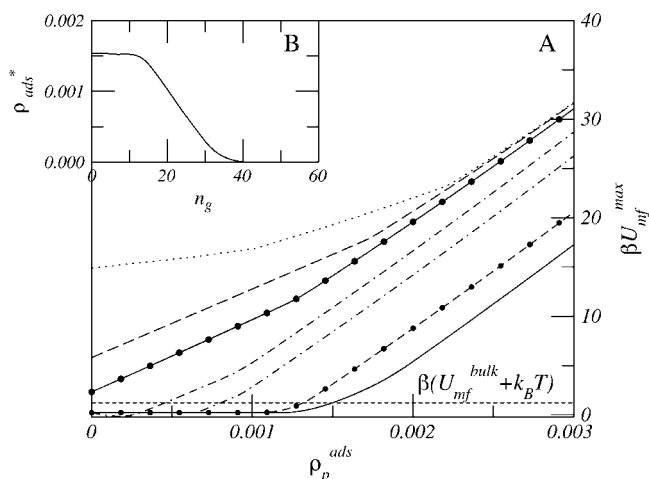 0.002
0.001
0.000
ρ_ads^*
0
20
40
60
n_g
B
A
40
30
20
10
0
βU_mf^max
β(U_mf^bulk+k_BT)
0
0.001
0.002
0.003
ρ_p^ads